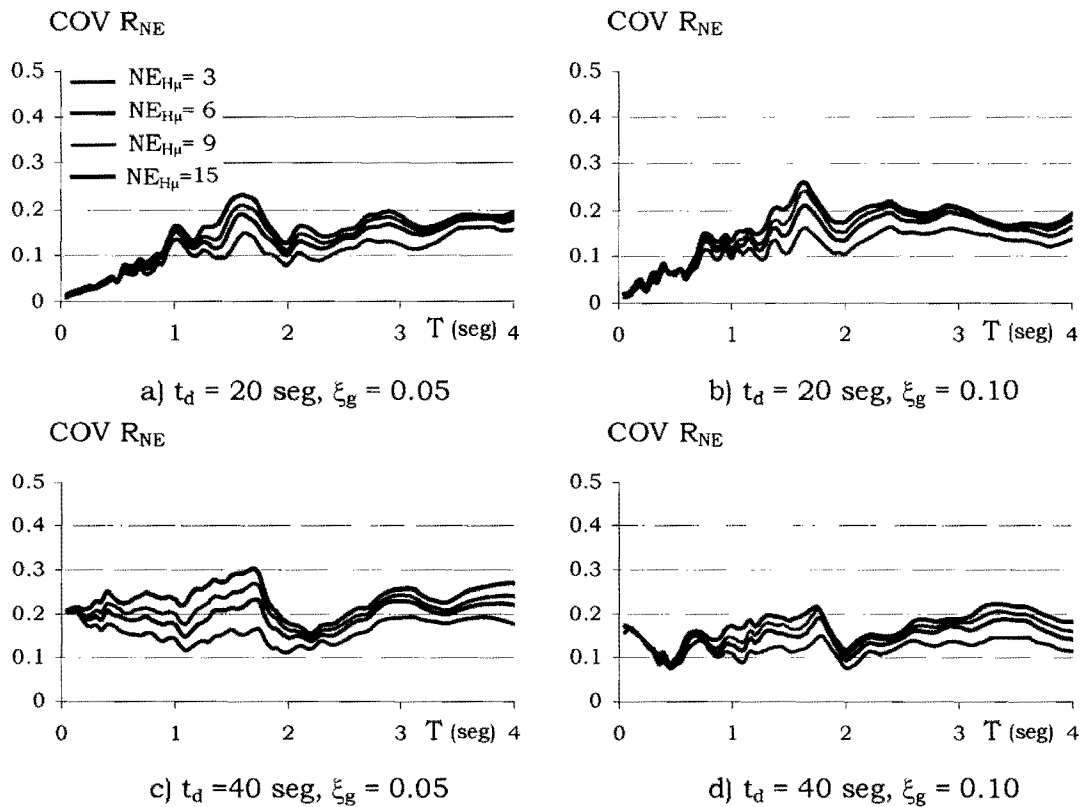 COV R_NE
0.5
0.4
0.3
0.2
0.1
0
NE_Hμ= 3
NE_Hμ= 6
NE_Hμ= 9
NE_Hμ=15
0 1 2 3 T (seg) 4
a) t_d = 20 seg, ξ_g = 0.05
COV R_NE
0.5
0.4
0.3
0.2
0.1
0
0 1 2 3 T (seg) 4
b) t_d = 20 seg, ξ_g = 0.10
COV R_NE
0.5
0.4
0.3
0.2
0.1
0
0 1 2 3 T (seg) 4
c) t_d =40 seg, ξ_g = 0.05
COV R_NE
0.5
0.4
0.3
0.2
0.1
0
0 1 2 3 T (seg) 4
d) t_d = 40 seg, ξ_g = 0.10